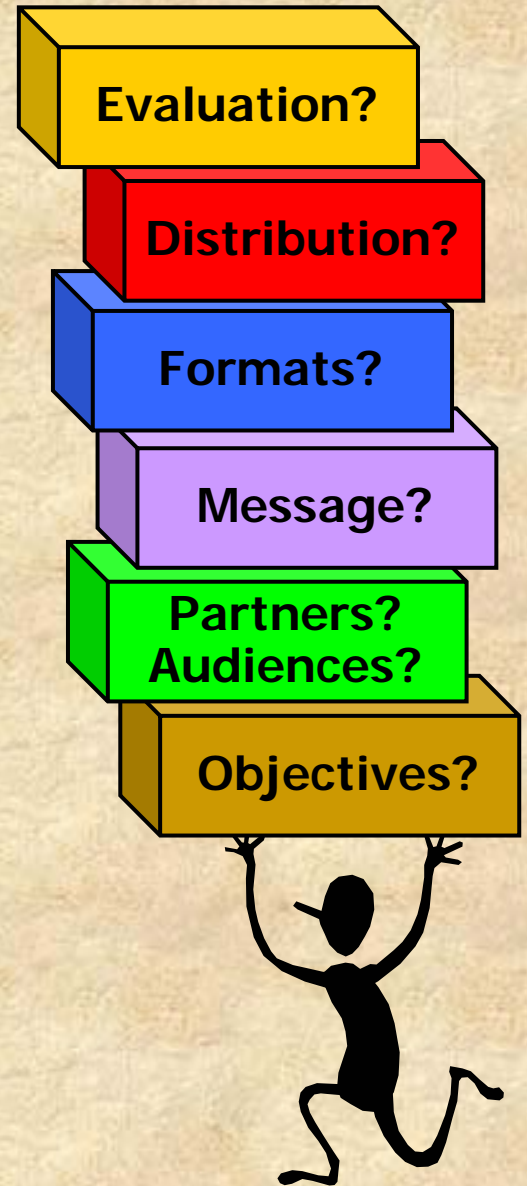 Evaluation?
Distribution?
Formats?
Message?
Partners?
Audiences?
Objectives?